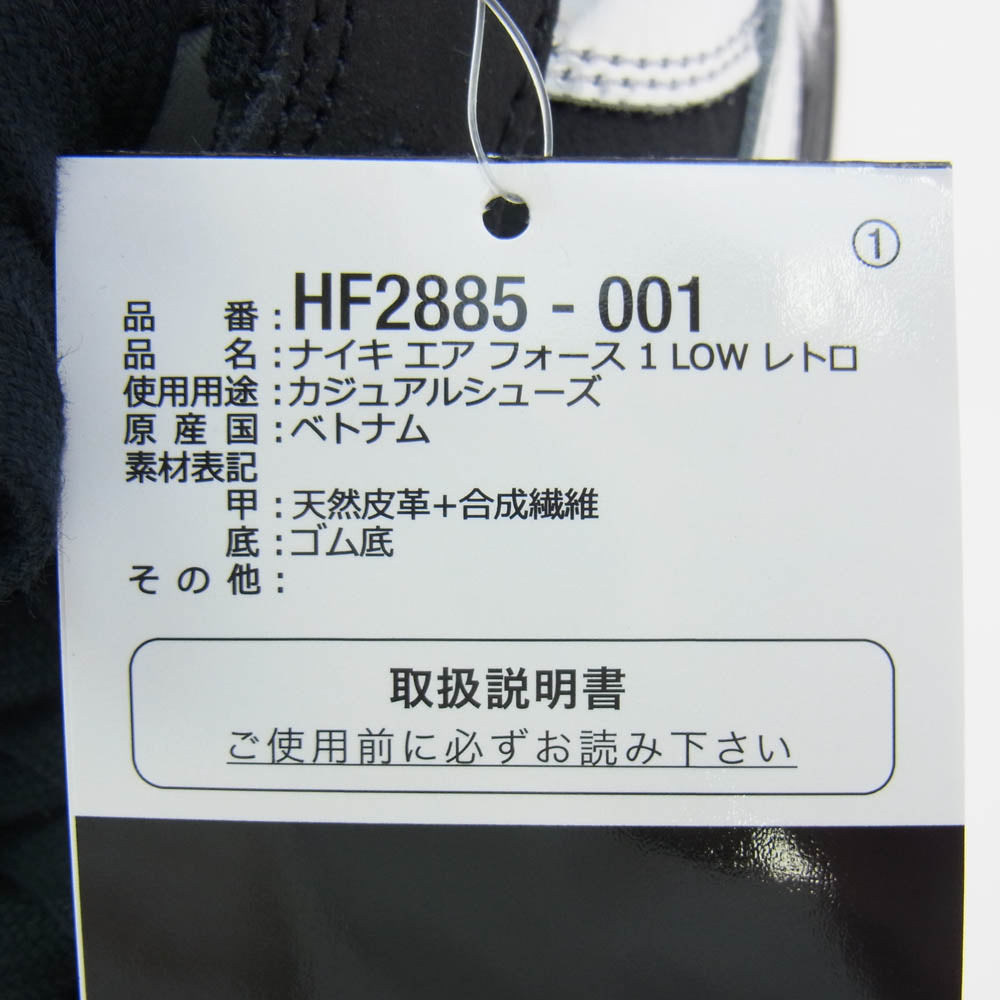 ①
品番:HF2885 - 001
品名:ナイキ エア フォース 1 LOW レトロ
使用用途:カジュアルシューズ
原産国:ベトナム
素材表記
甲:天然皮革+合成繊維
底:ゴム底
その他:
取扱説明書
ご使用前に必ずお読み下さい